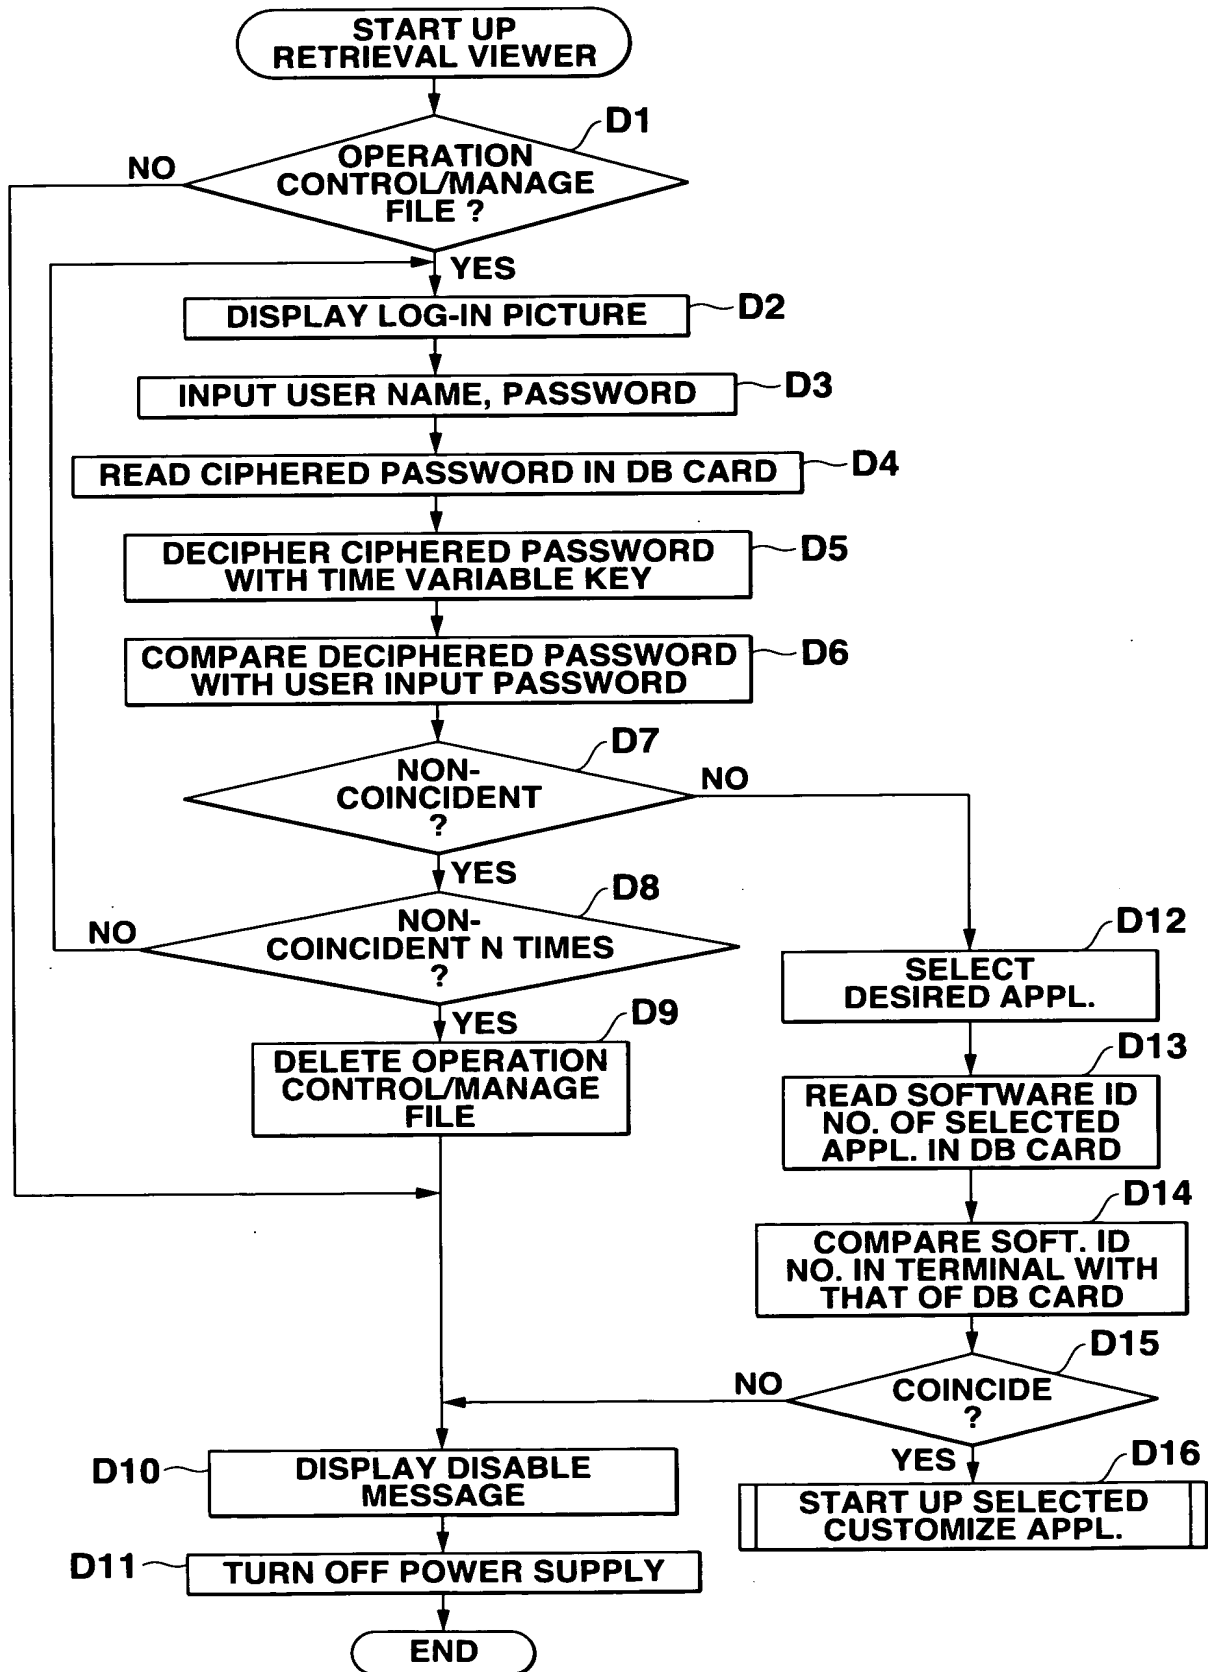 START UP
RETRIEVAL VIEWER
D1
OPERATION
CONTROL/MANAGE
FILE ?
NO
YES
DISPLAY LOG-IN PICTURE
D2
INPUT USER NAME, PASSWORD
D3
READ CIPHERED PASSWORD IN DB CARD
D4
DECIPHER CIPHERED PASSWORD
WITH TIME VARIABLE KEY
D5
COMPARE DECIPHERED PASSWORD
WITH USER INPUT PASSWORD
D6
D7
NON-
COINCIDENT
?
NO
YES
D8
NON-
COINCIDENT N TIMES
?
NO
YES
D9
DELETE OPERATION
CONTROL/MANAGE
FILE
D12
SELECT
DESIRED APPL.
D13
READ SOFTWARE ID
NO. OF SELECTED
APPL. IN DB CARD
D14
COMPARE SOFT. ID
NO. IN TERMINAL WITH
THAT OF DB CARD
D15
COINCIDE
?
NO
YES
D16
START UP SELECTED
CUSTOMIZE APPL.
D10
DISPLAY DISABLE
MESSAGE
D11
TURN OFF POWER SUPPLY
END